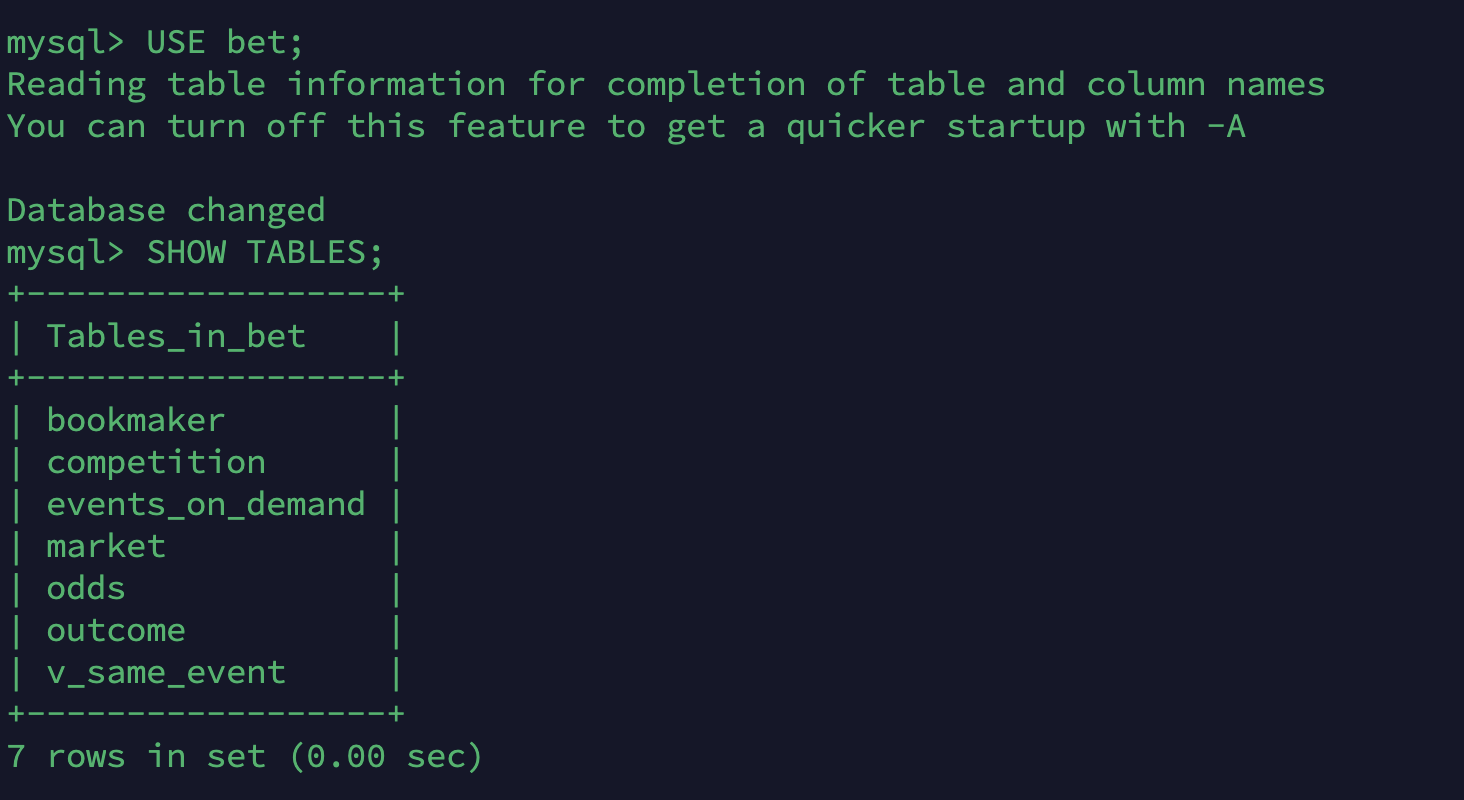 mysql> USE bet;
Reading table information for completion of table and column names
You can turn off this feature to get a quicker startup with -A

Database changed
mysql> SHOW TABLES;
+------------------+
| Tables_in_bet    |
+------------------+
| bookmaker        |
| competition      |
| events_on_demand |
| market           |
| odds             |
| outcome          |
| v_same_event     |
+------------------+
7 rows in set (0.00 sec)